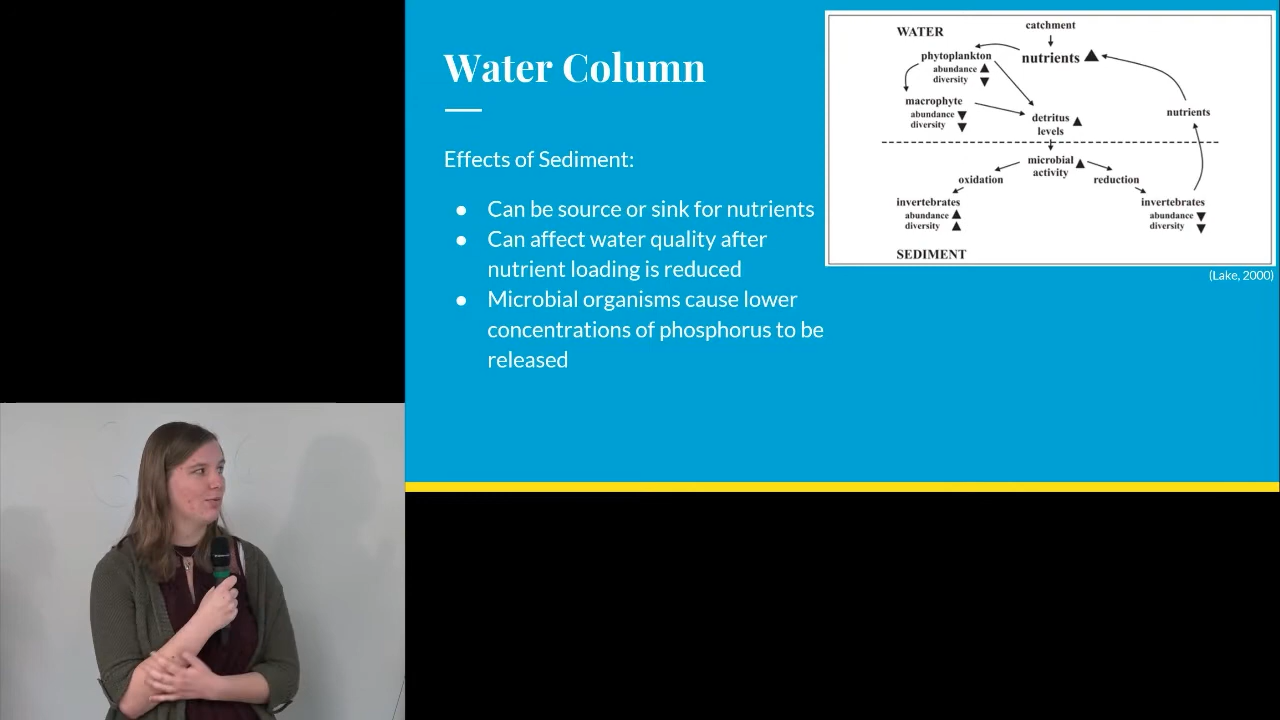 Water Column
Effects of Sediment:
● Can be source or sink for nutrients
● Can affect water quality after
nutrient loading is reduced
● Microbial organisms cause lower
concentrations of phosphorus to be
released
WATER
catchment
nutrients
phytoplankton
abundance
diversity
macrophyte
abundance
diversity
detritus
levels
nutrients
microbial
activity
oxidation
reduction
invertebrates
abundance
diversity
invertebrates
abundance
diversity
SEDIMENT
(Lake, 2000)